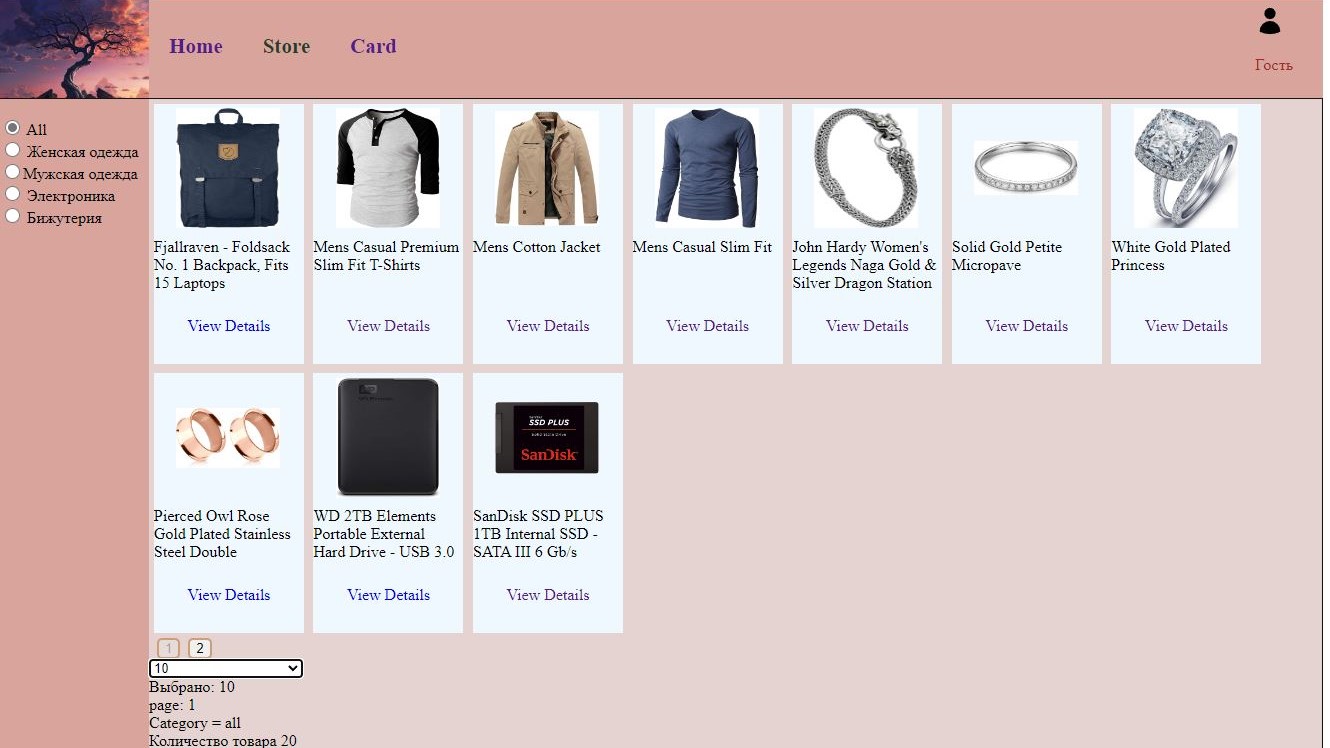 Home Store Card
Гость
All
Женская одежда
Мужская одежда
Электроника
Бижутерия
Fjallraven - Foldsack
No. 1 Backpack, Fits
15 Laptops
View Details
Mens Casual Premium
Slim Fit T-Shirts
View Details
Mens Cotton Jacket
View Details
Mens Casual Slim Fit
View Details
John Hardy Women's
Legends Naga Gold &
Silver Dragon Station
View Details
Solid Gold Petite
Micropave
View Details
White Gold Plated
Princess
View Details
Pierced Owl Rose
Gold Plated Stainless
Steel Double
View Details
WD 2TB Elements
Portable External
Hard Drive - USB 3.0
View Details
SSD PLUS
SanDisk
SanDisk SSD PLUS
1TB Internal SSD -
SATA III 6 Gb/s
View Details
1 2
10
Выбрано: 10
page: 1
Category = all
Количество товара 20